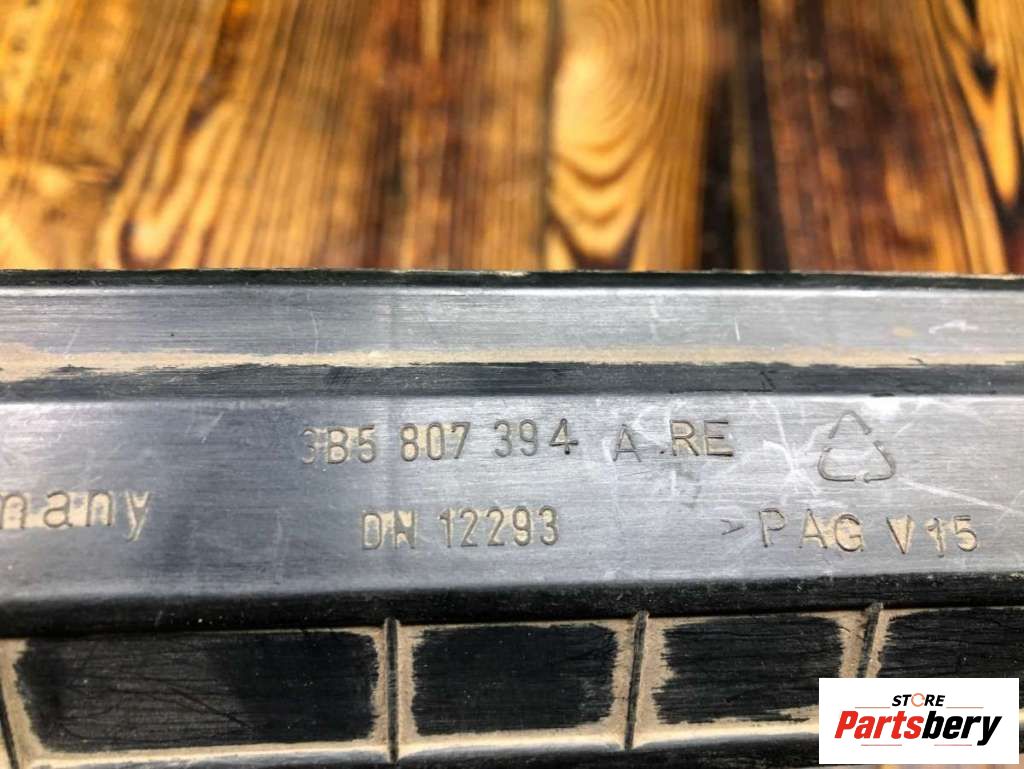 3B5 807 394 A .RE
many
DN 12293
>PAG V15
STORE
Partsbery